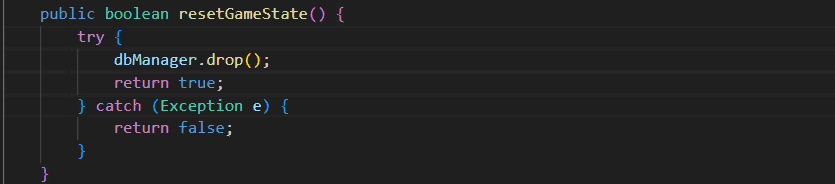 public boolean resetGameState() {
try {
dbManager.drop();
return true;
} catch (Exception e) {
return false;
}
}